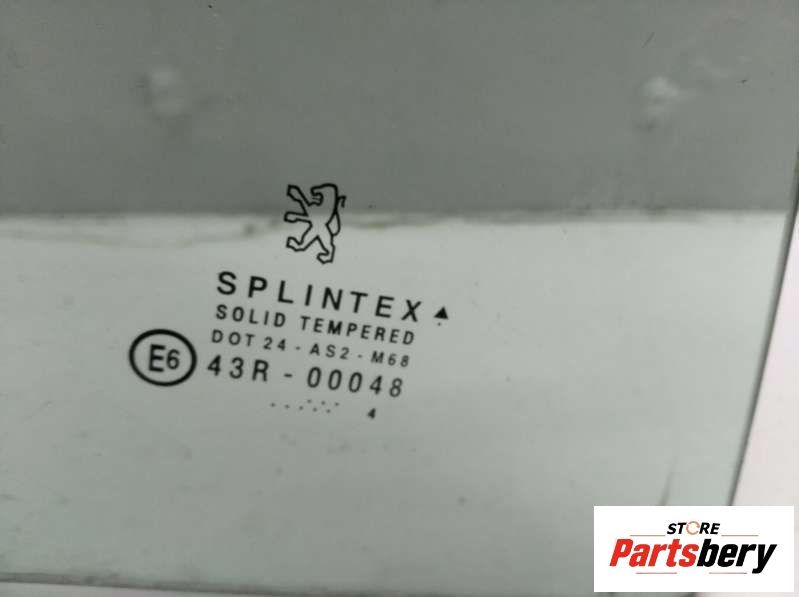 SPLINTEX
SOLID TEMPERED
DOT 24 - AS2 - M68
E6 43R - 00048
4
STORE
Partsbery